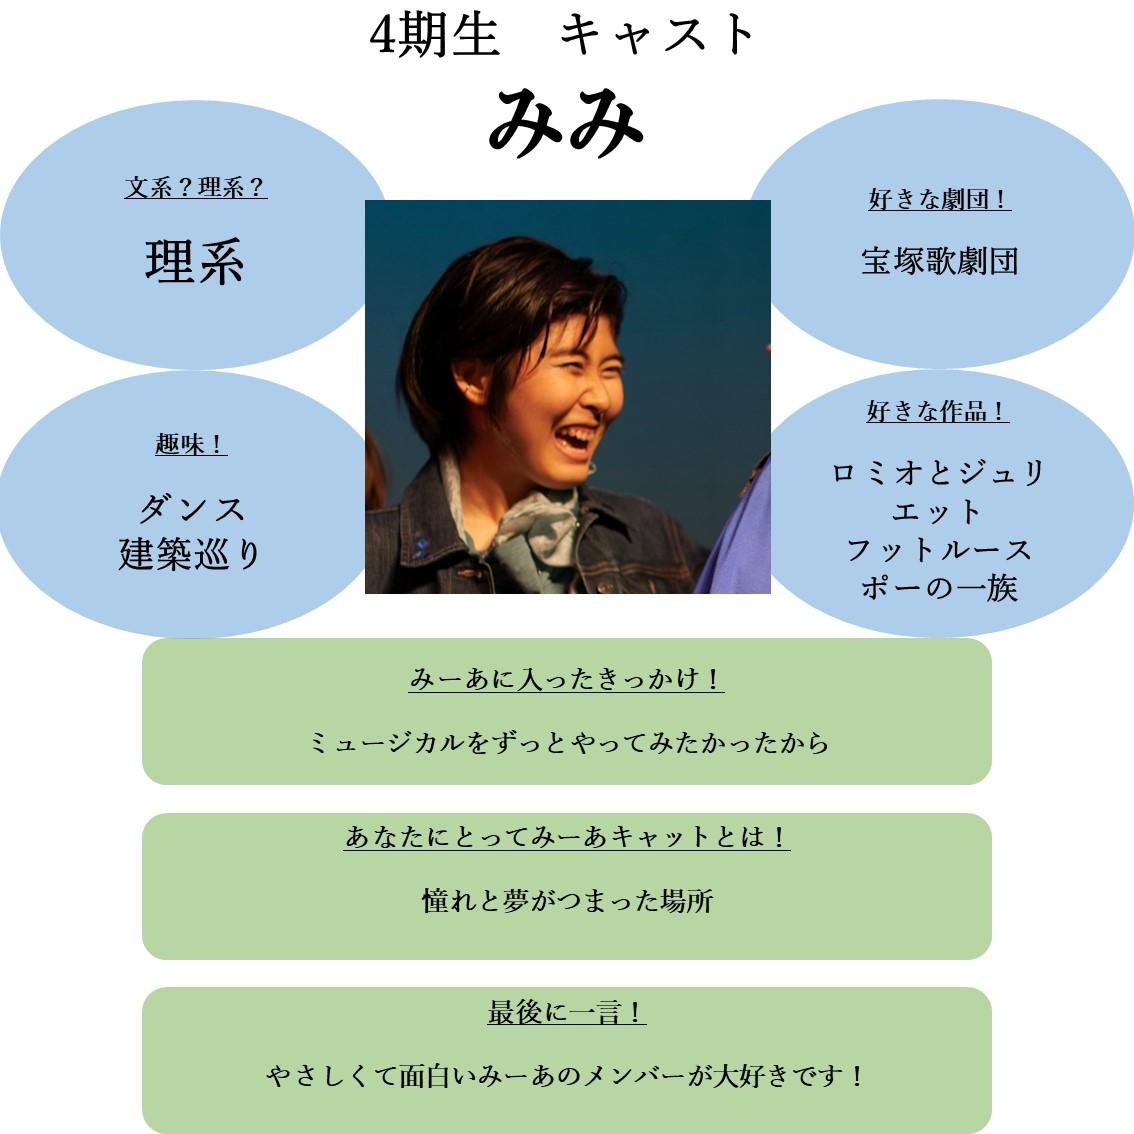 4期生　キャスト
みみ
文系？理系？
理系
好きな劇団！
宝塚歌劇団
趣味！
ダンス
建築巡り
好きな作品！
ロミオとジュリ
エット
フットルース
ポーの一族
みーあに入ったきっかけ！
ミュージカルをずっとやってみたかったから
あなたにとってみーあキャットとは！
憧れと夢がつまった場所
最後に一言！
やさしくて面白いみーあのメンバーが大好きです！